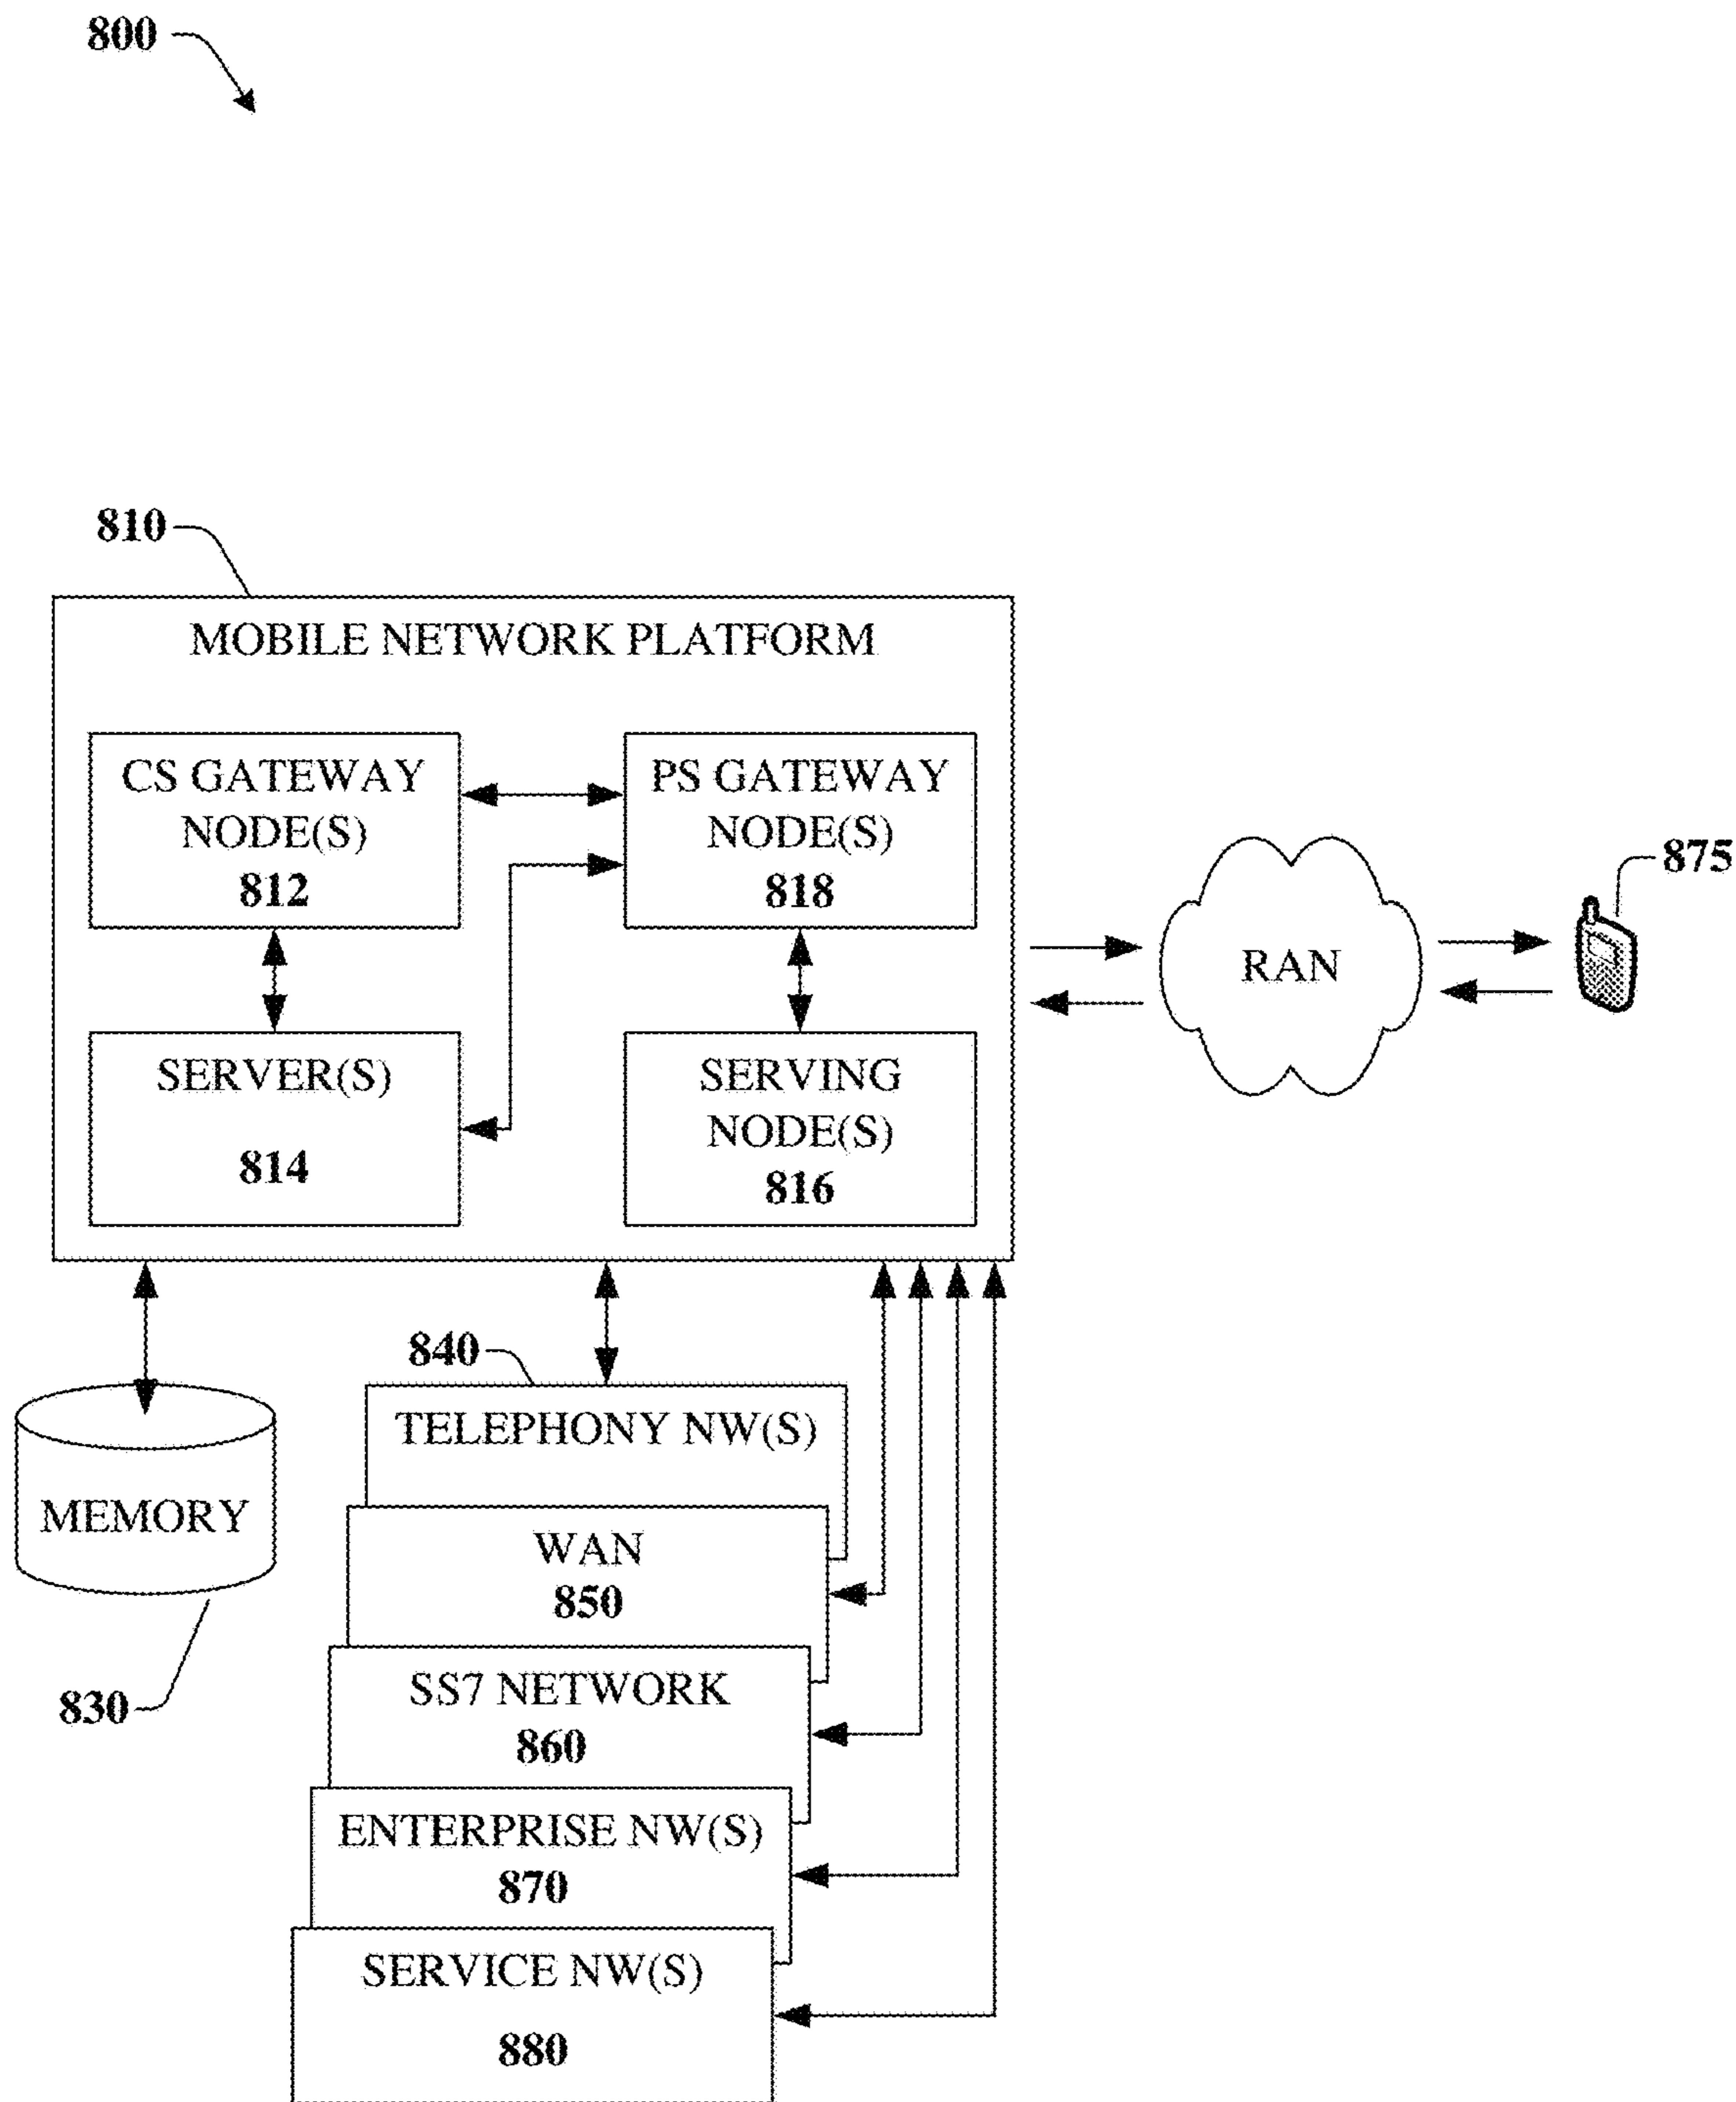 800
810
MOBILE NETWORK PLATFORM
CS GATEWAY
NODE(S)
812
PS GATEWAY
NODE(S)
818
SERVER(S)
814
SERVING
NODE(S)
816
RAN
875
840
TELEPHONY NW(S)
MEMORY
830
WAN
850
SS7 NETWORK
860
ENTERPRISE NW(S)
870
SERVICE NW(S)
880